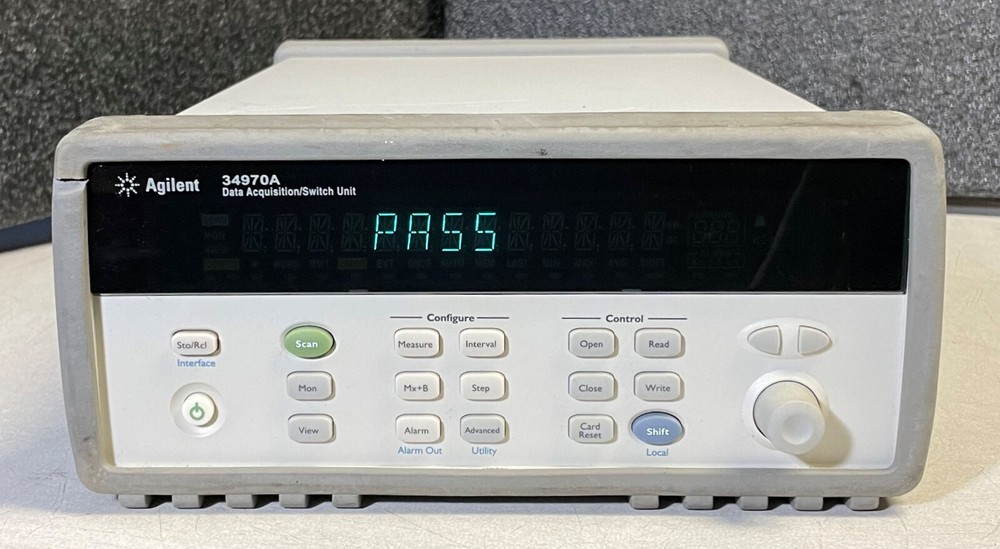 Agilent
34970A
Data Acquisition/Switch Unit
PASS
Configure
Control
Sto/Rcl
Interface
Scan
Measure
Interval
Open
Read
Mon
Mx+B
Step
Close
Write
View
Alarm
Alarm Out
Advanced
Utility
Card
Reset
Shift
Local